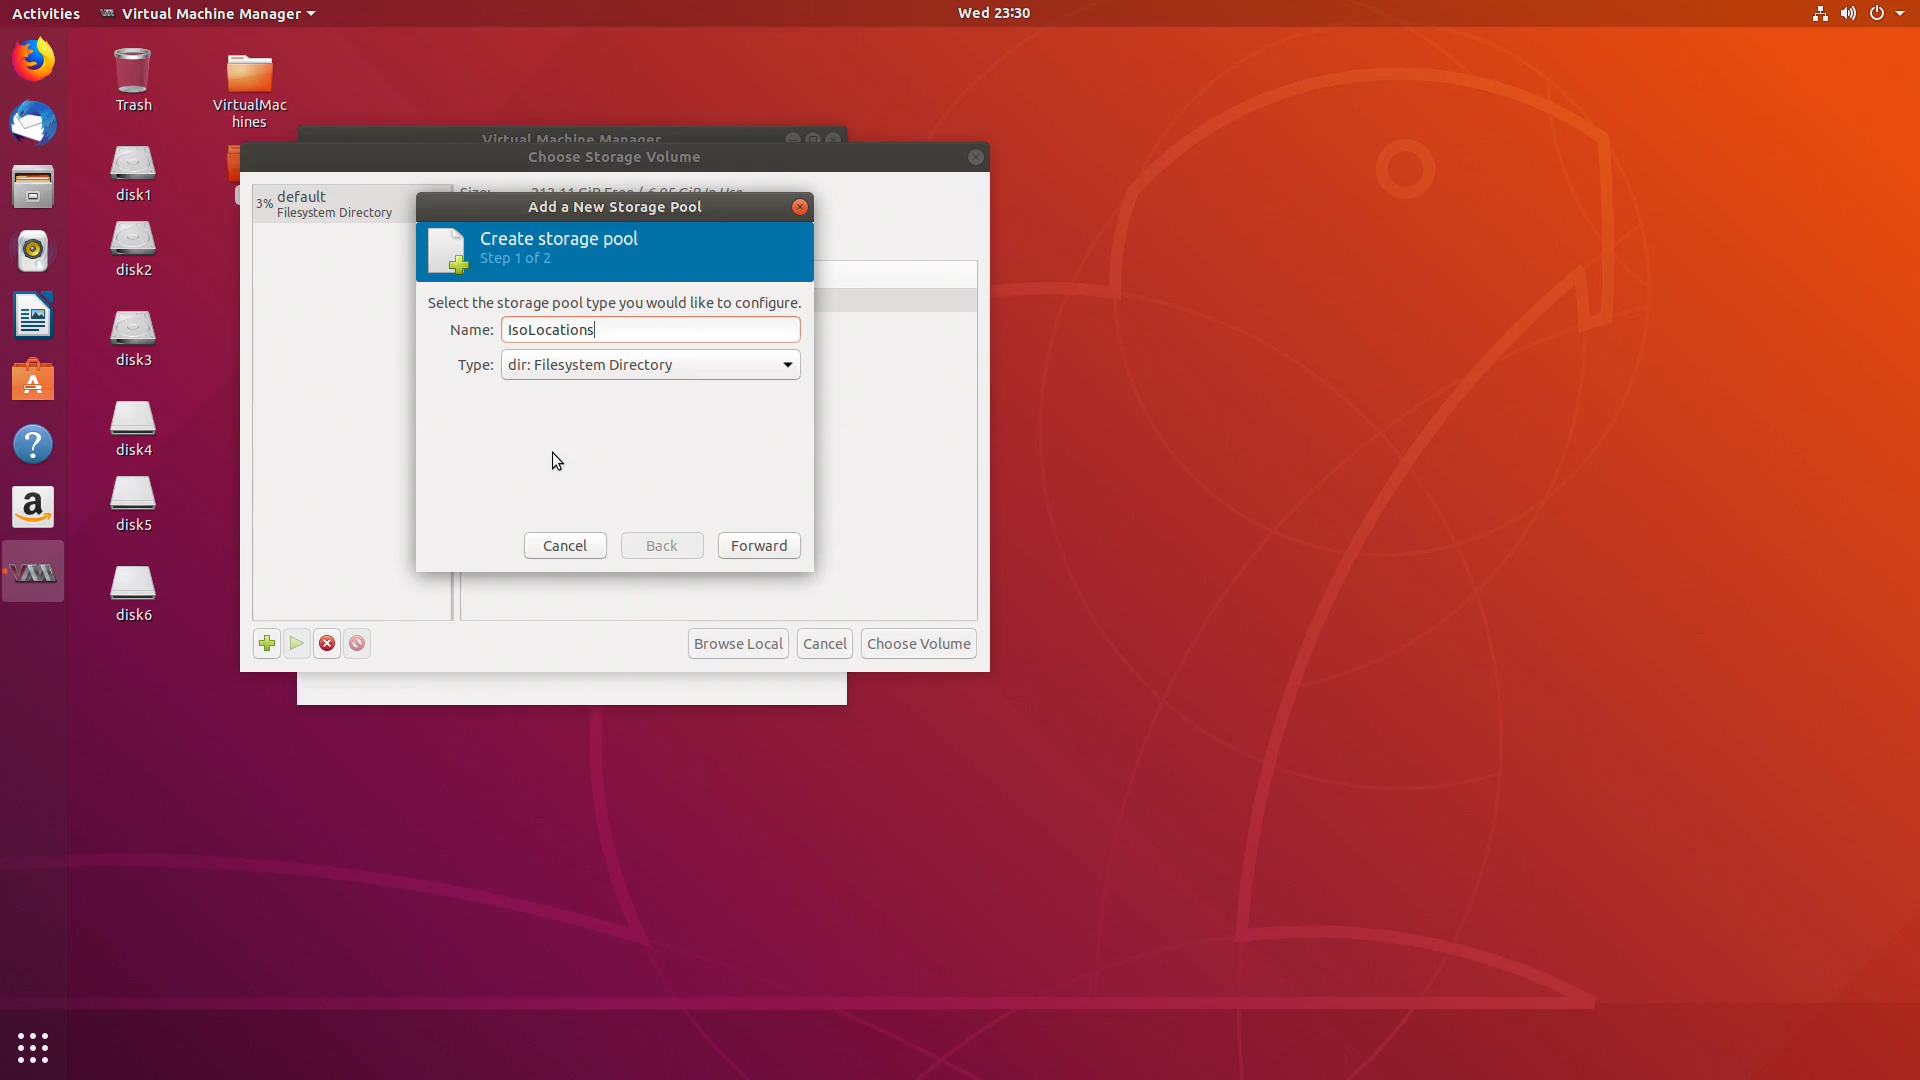 Activities
Virtual Machine Manager
Wed 23:30
Trash
VirtualMac
hines
disk1
disk2
disk3
disk4
disk5
disk6
Virtual Machine Manager
Choose Storage Volume
3%
default
Filesystem Directory
Size:
Add a New Storage Pool
Create storage pool
Step 1 of 2
Select the storage pool type you would like to configure.
Name: IsoLocations
Type: dir: Filesystem Directory
Cancel
Back
Forward
Browse Local
Cancel
Choose Volume